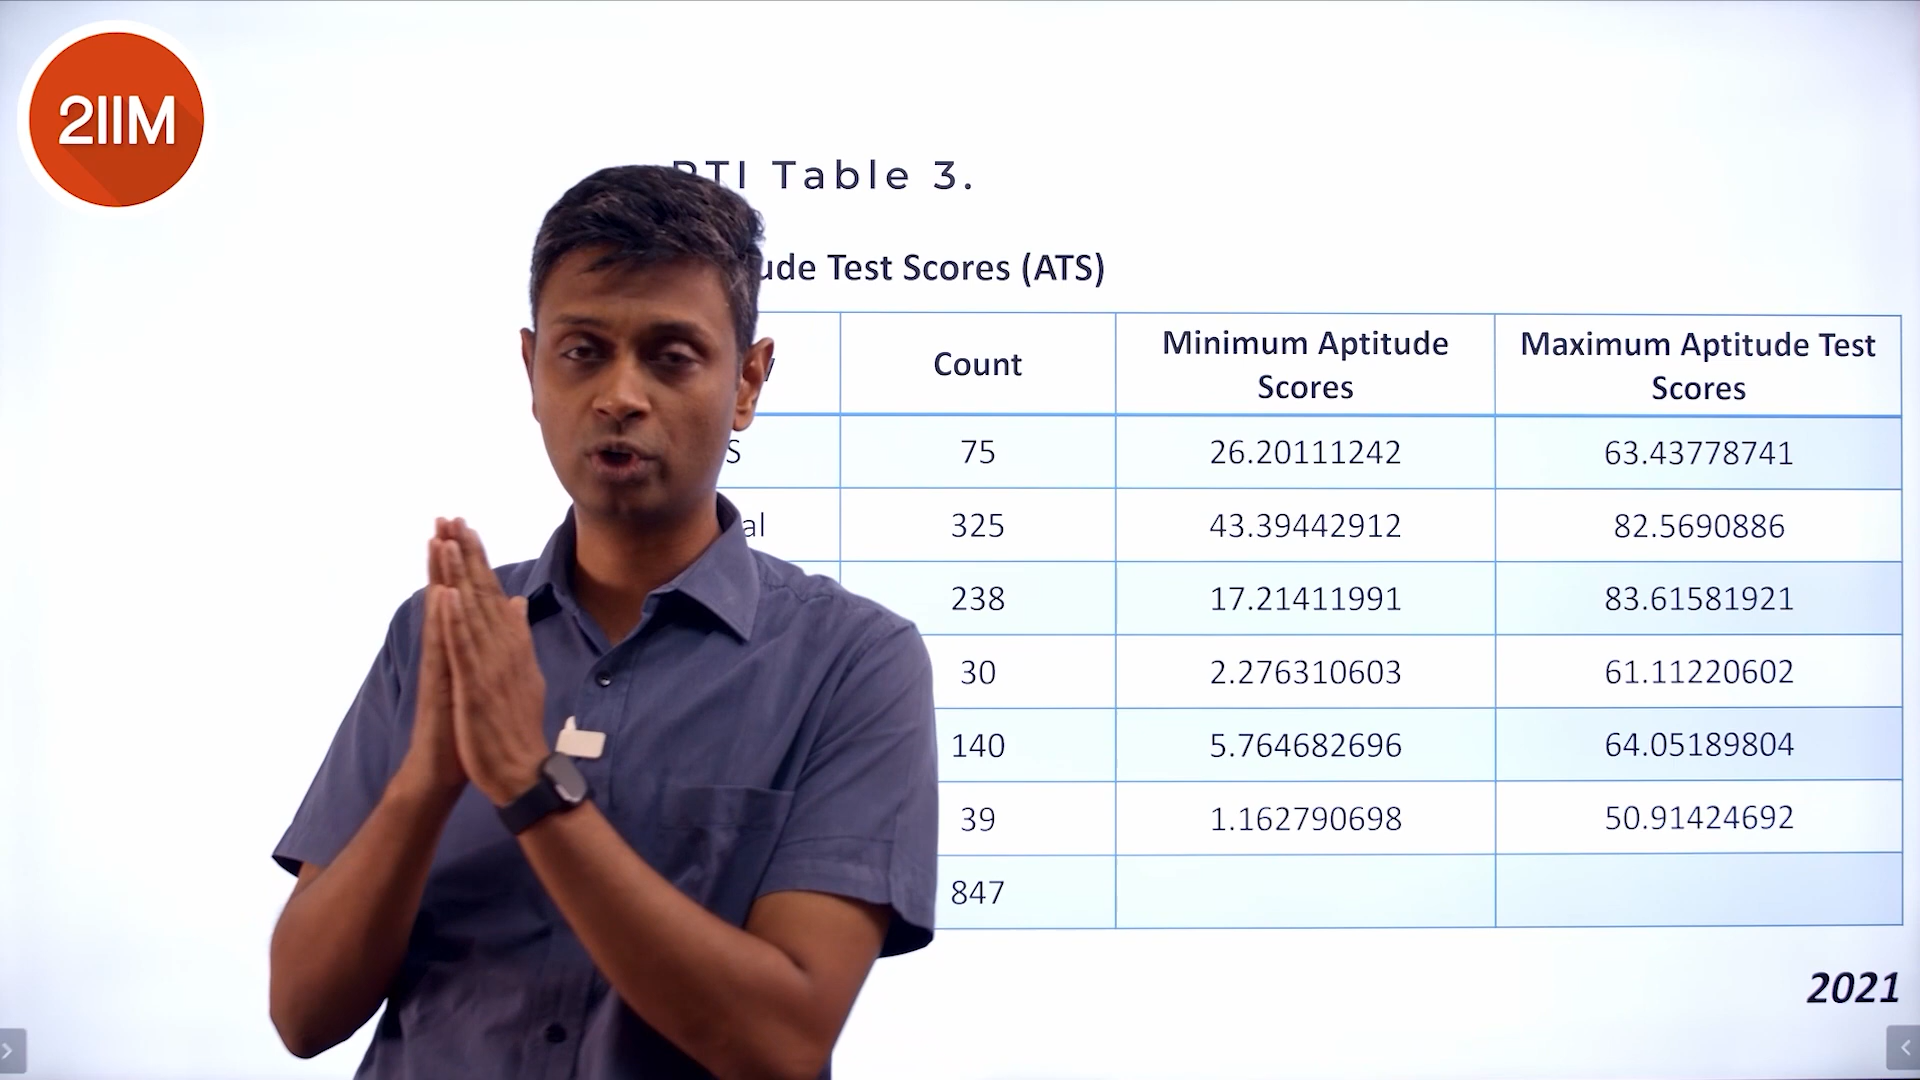 2IIM
Table 3.
Test Scores (ATS)
Count
Minimum Aptitude
Scores
Maximum Aptitude Test
Scores
75 26.20111242 63.43778741
325 43.39442912 82.5690886
238 17.21411991 83.61581921
30 2.276310603 61.11220602
140 5.764682696 64.05189804
39 1.162790698 50.91424692
847
2021